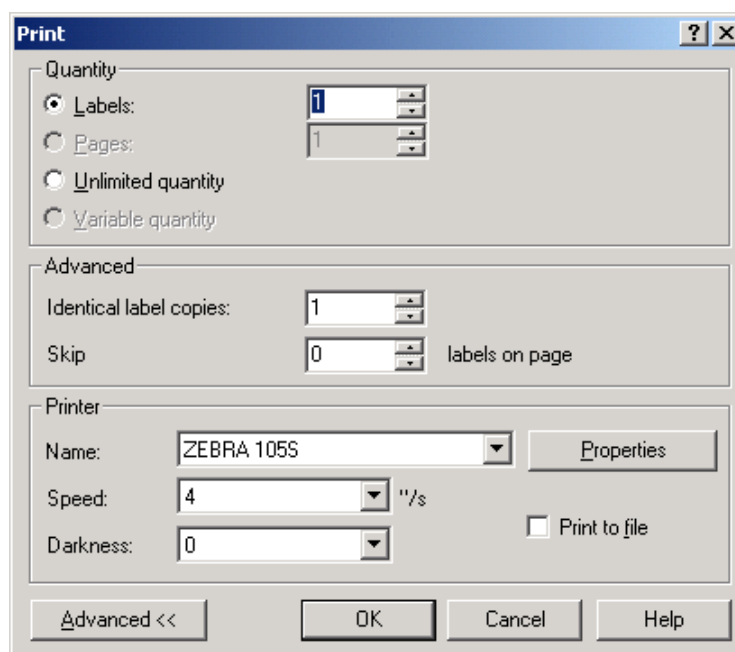 Print
Quantity
Labels: 1
Pages: 1
Unlimited quantity
Variable quantity
Advanced
Identical label copies: 1
Skip 0 labels on page
Printer
Name: ZEBRA 105S Properties
Speed: 4 "/s
Print to file
Darkness: 0
Advanced << OK Cancel Help